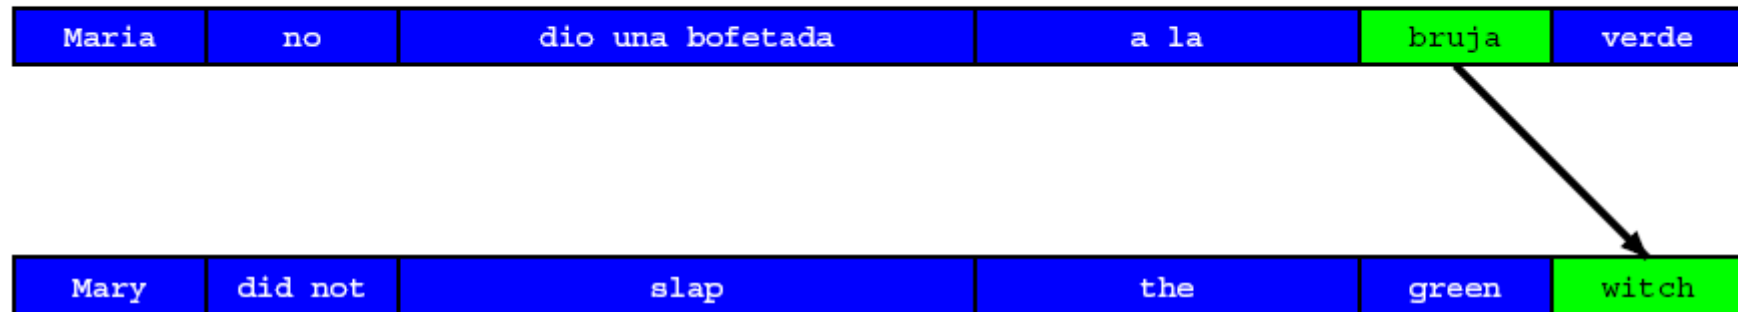 Maria no dio una bofetada a la bruja verde
Mary did not slap the green witch